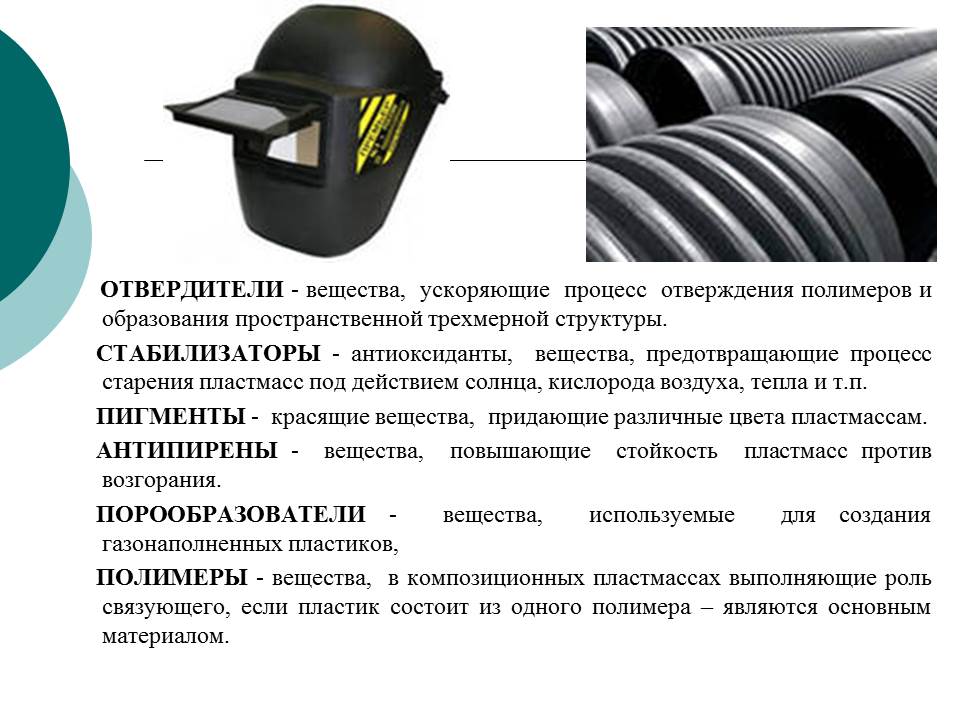 ОТВЕРДИТЕЛИ - вещества, ускоряющие процесс отверждения полимеров и
образования пространственной трехмерной структуры.
СТАБИЛИЗАТОРЫ - антиоксиданты, вещества, предотвращающие процесс
старения пластмасс под действием солнца, кислорода воздуха, тепла и т.п.
ПИГМЕНТЫ - красящие вещества, придающие различные цвета пластмассам.
АНТИПИРЕНЫ - вещества, повышающие стойкость пластмасс против
возгорания.
ПОРООБРАЗОВАТЕЛИ - вещества, используемые для создания
газонаполненных пластиков,
ПОЛИМЕРЫ - вещества, в композиционных пластмассах выполняющие роль
связующего, если пластик состоит из одного полимера – являются основным
материалом.